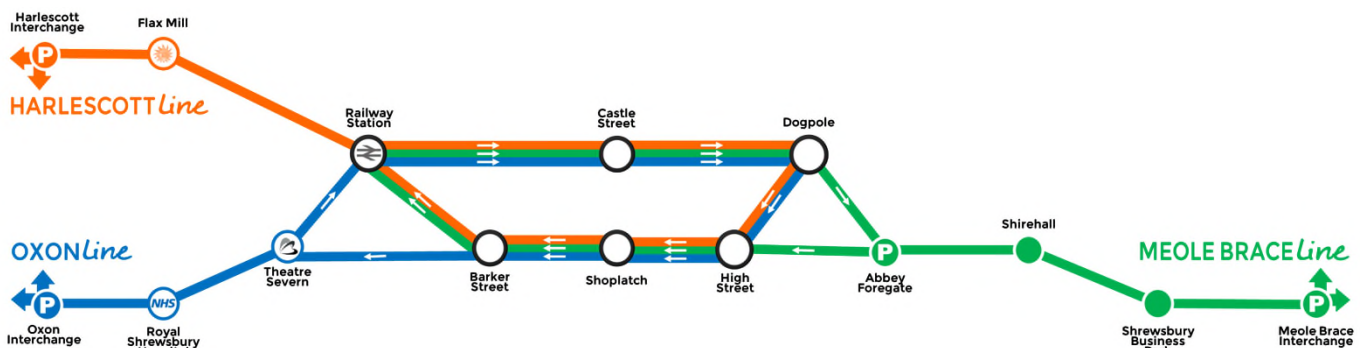 Harlescott
Interchange
Flax Mill
P
HARLESCOTT Line
Railway
Station
Castle
Street
Dogpole
OXON Line
P
Oxon
Interchange
NHS
Royal
Shrewsbury
Theatre
Severn
Barker
Street
Shoplatch
High
Street
P
Abbey
Foregate
Shirehall
MEOLE BRACE Line
Shrewsbury
Business
P
Meole Brace
Interchange